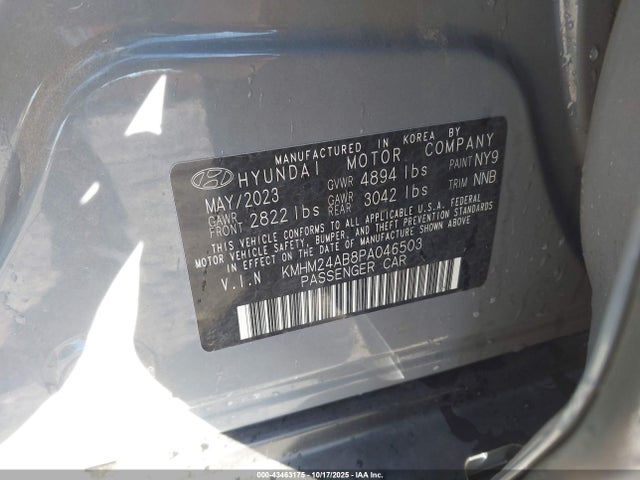 MANUFACTURED IN KOREA BY
HYUNDAI MOTOR COMPANY
MAY/2023 GVWR 4894 lbs PAINT NY9
GAWR FRONT 2822 lbs GAWR REAR 3042 lbs TRIM NNB
THIS VEHICLE CONFORMS TO ALL APPLICABLE U.S.A. FEDERAL
MOTOR VEHICLE SAFETY, BUMPER, AND THEFT PREVENTION STANDARDS
IN EFFECT ON THE DATE OF MANUFACTURE SHOWN ABOVE.
V.I.N KMHM24AB8PA046503
PASSENGER CAR
000-43463175 - 10/17/2025 - IAAI.COM